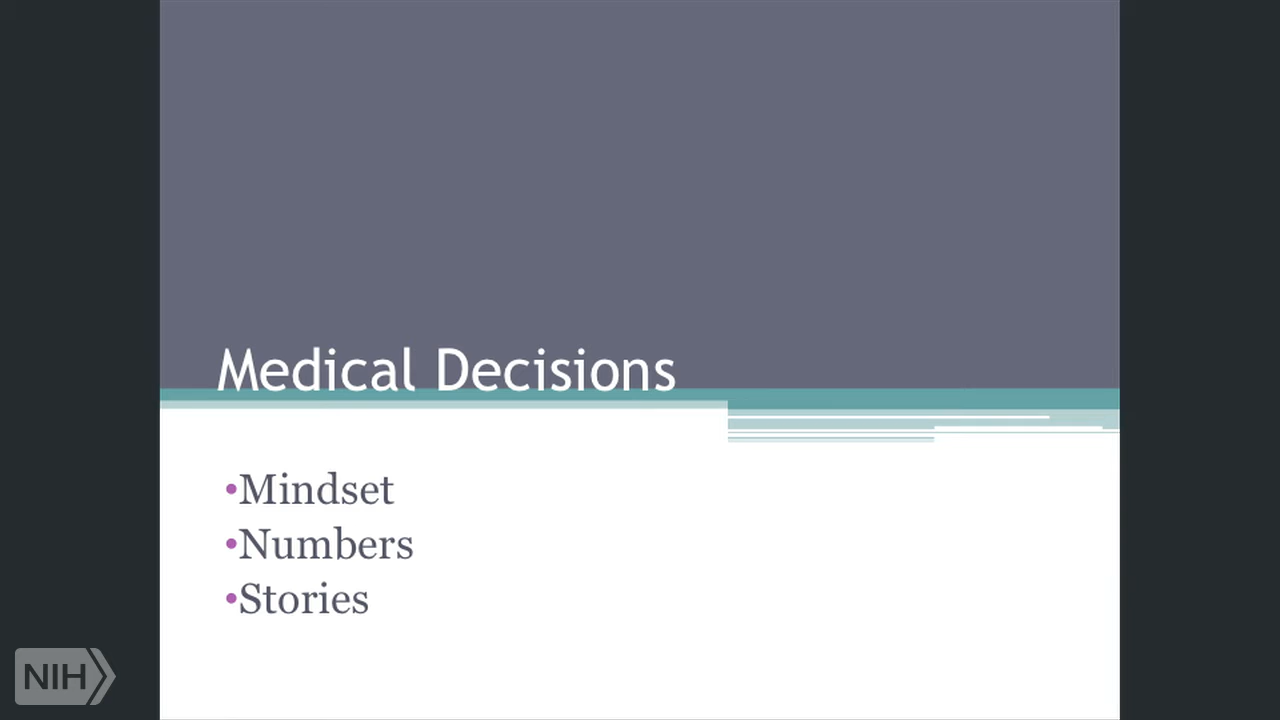 Medical Decisions
•Mindset
•Numbers
•Stories
NIH